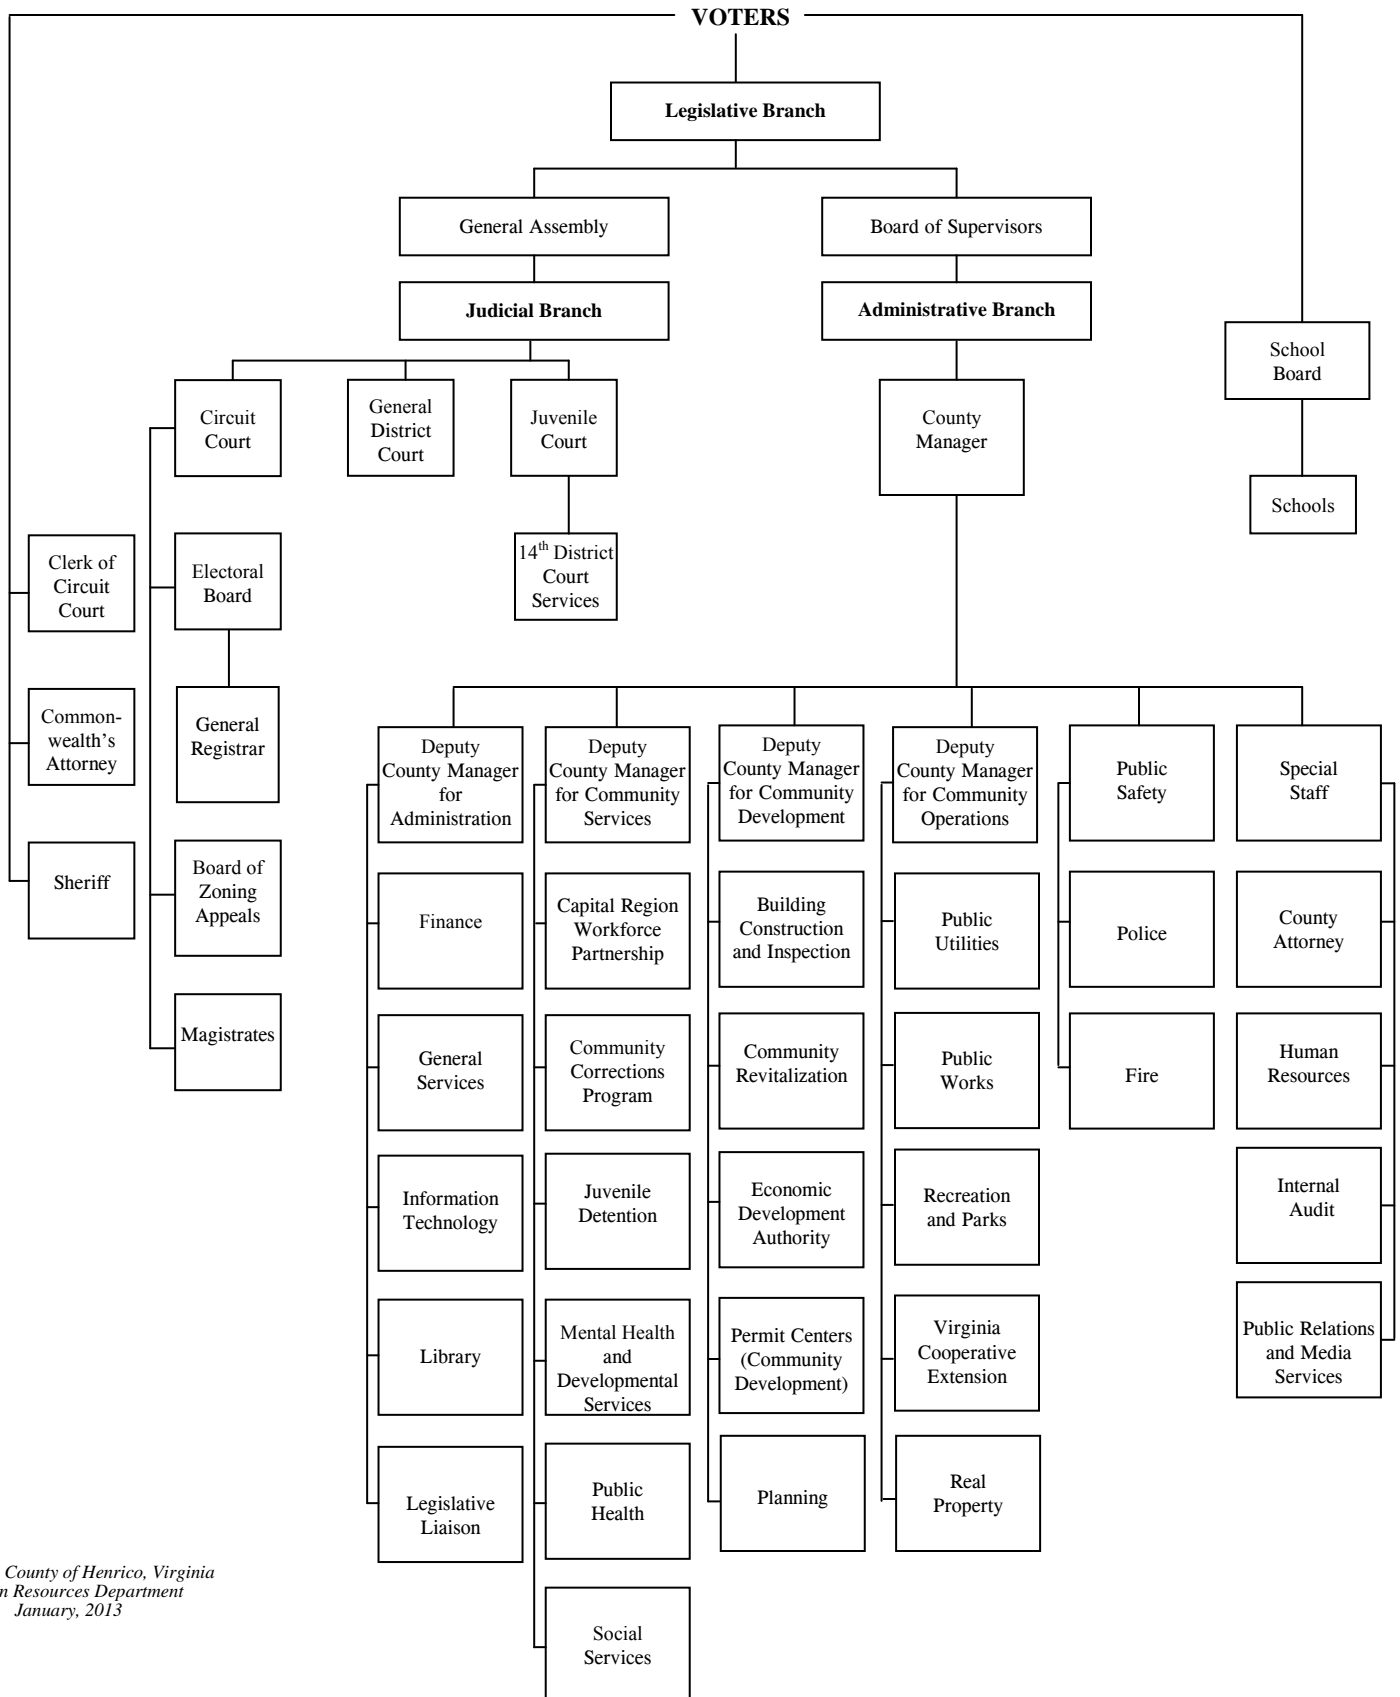 VOTERS
Legislative Branch
General Assembly
Board of Supervisors
Judicial Branch
Administrative Branch
School
Board
Circuit
Court
General
District
Court
Juvenile
Court
County
Manager
Schools
Clerk of
Circuit
Court
Electoral
Board
14th District
Court
Services
Common-
wealth's
Attorney
General
Registrar
Sheriff
Board of
Zoning
Appeals
Magistrates
Deputy
County Manager
for
Administration
Deputy
County Manager
for Community
Services
Deputy
County Manager
for Community
Development
Deputy
County Manager
for Community
Operations
Public
Safety
Special
Staff
Finance
Capital Region
Workforce
Partnership
Building
Construction
and Inspection
Public
Utilities
Police
County
Attorney
General
Services
Community
Corrections
Program
Community
Revitalization
Public
Works
Fire
Human
Resources
Information
Technology
Juvenile
Detention
Economic
Development
Authority
Recreation
and Parks
Internal
Audit
Library
Mental Health
and
Developmental
Services
Permit Centers
(Community
Development)
Virginia
Cooperative
Extension
Public Relations
and Media
Services
Legislative
Liaison
Public
Health
Planning
Real
Property
Social
Services
County of Henrico, Virginia
n Resources Department
January, 2013